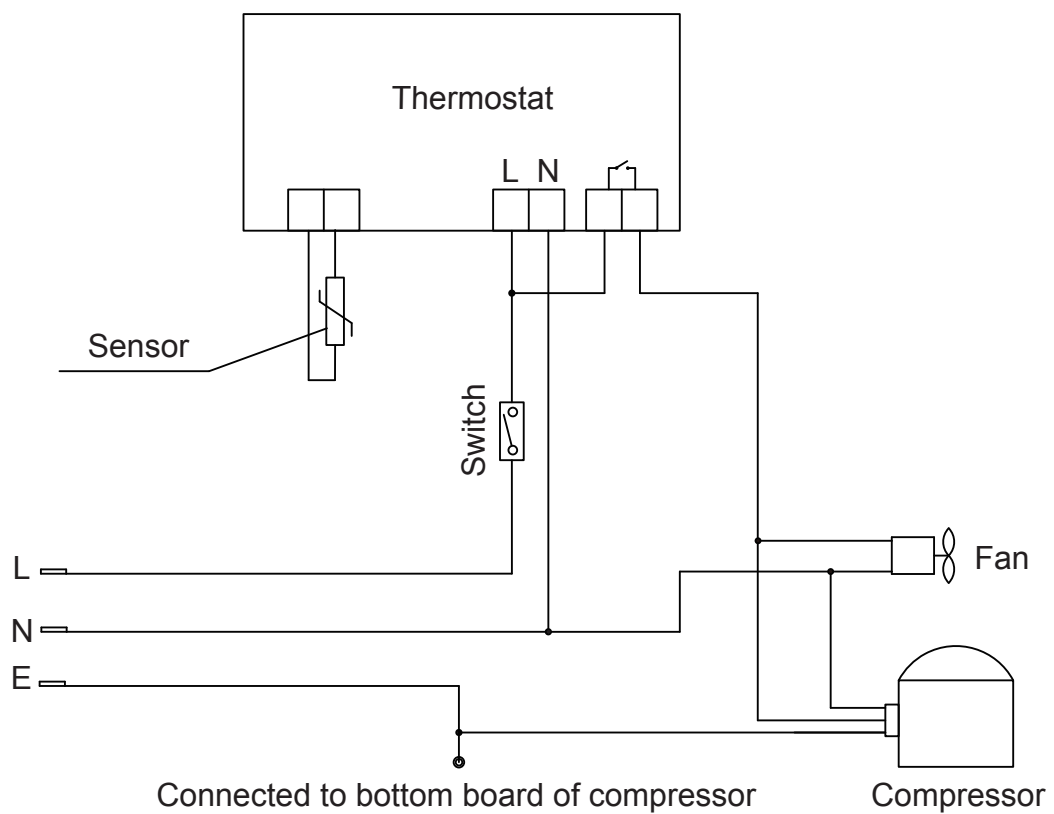 Thermostat
L N
Sensor
Switch
L
Fan
N
E
Connected to bottom board of compressor
Compressor